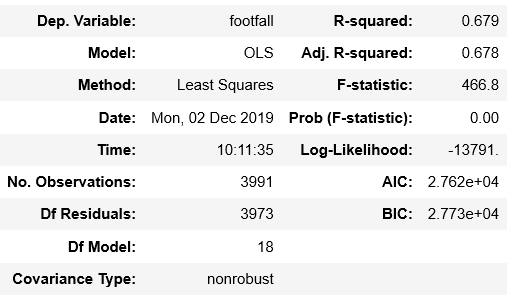 Dep. Variable: footfall R-squared: 0.679
Model: OLS Adj. R-squared: 0.678
Method: Least Squares F-statistic: 466.8
Date: Mon, 02 Dec 2019 Prob (F-statistic): 0.00
Time: 10:11:35 Log-Likelihood: -13791.
No. Observations: 3991 AIC: 2.762e+04
Df Residuals: 3973 BIC: 2.773e+04
Df Model: 18
Covariance Type: nonrobust